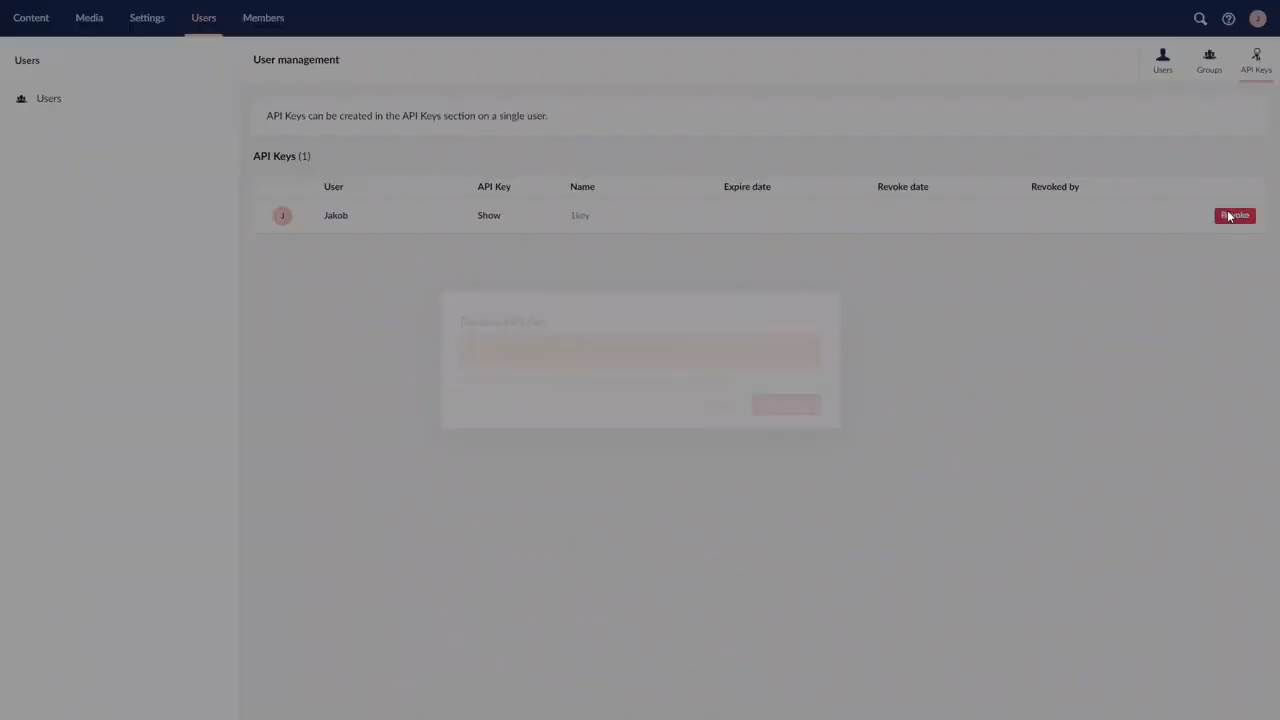 Content Media Settings Users Members J
Users
User management
Users Groups API Keys
Users
API Keys can be created in the API Keys section on a single user.
API Keys (1)
User API Key Name Expire date Revoke date Revoked by
J Jakob Show 1key Revoke